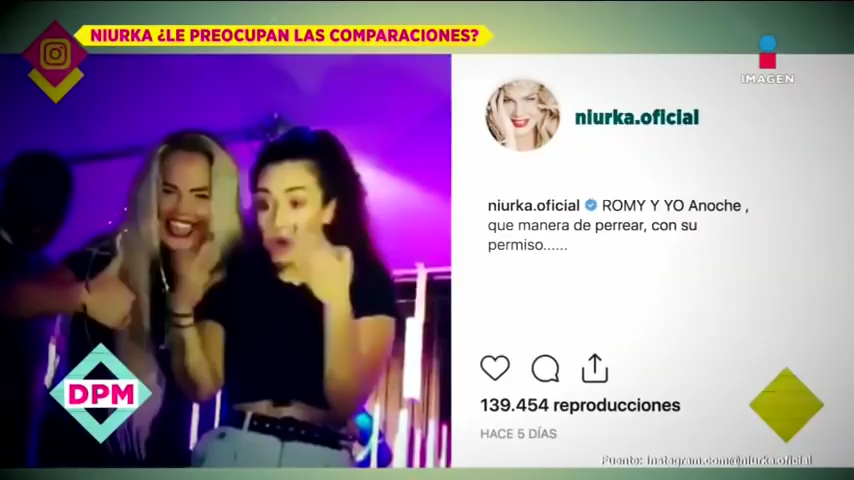 NIURKA ¿LE PREOCUPAN LAS COMPARACIONES?
IMAGEN
niurka.oficial
niurka.oficial ROMY Y YO Anoche ,
que manera de perrear, con su
permiso......
139.454 reproducciones
HACE 5 DÍAS
DPM
Fuente: instagram.com@niurka.oficial